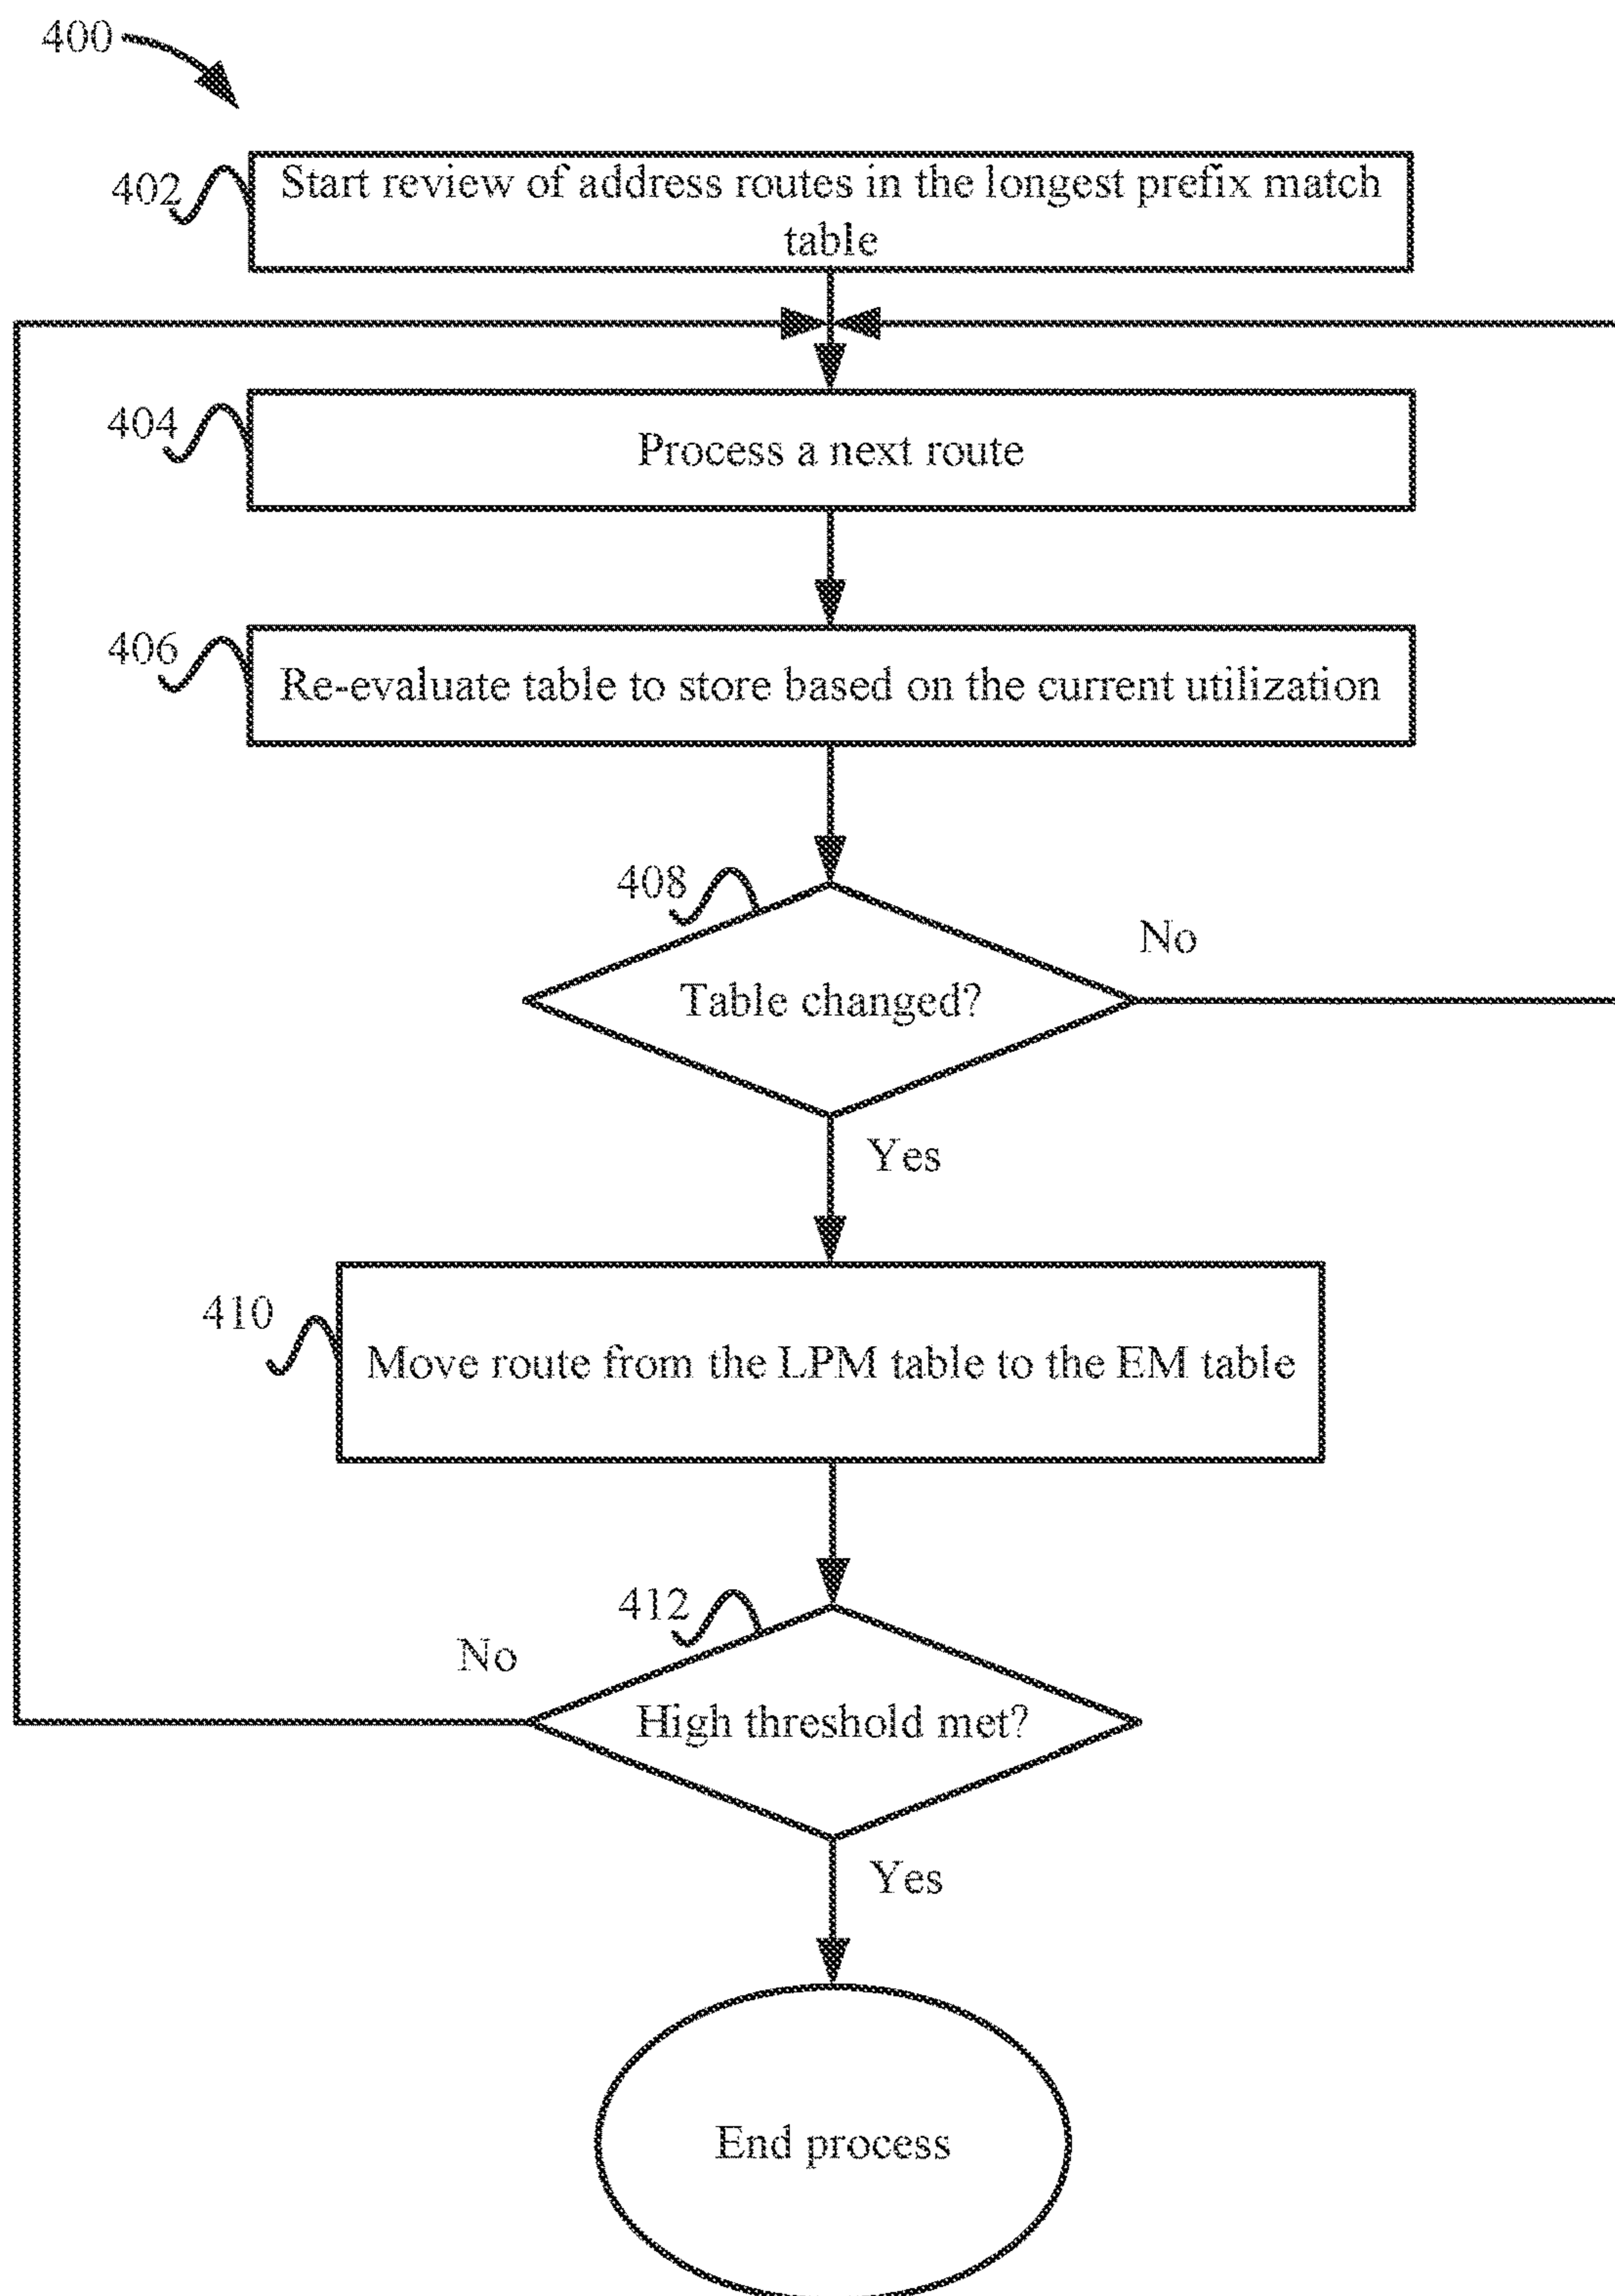 400
402
Start review of address routes in the longest prefix match
table
404
Process a next route
406
Re-evaluate table to store based on the current utilization
408
Table changed?
No
Yes
410
Move route from the LPM table to the EM table
412
No
High threshold met?
Yes
End process